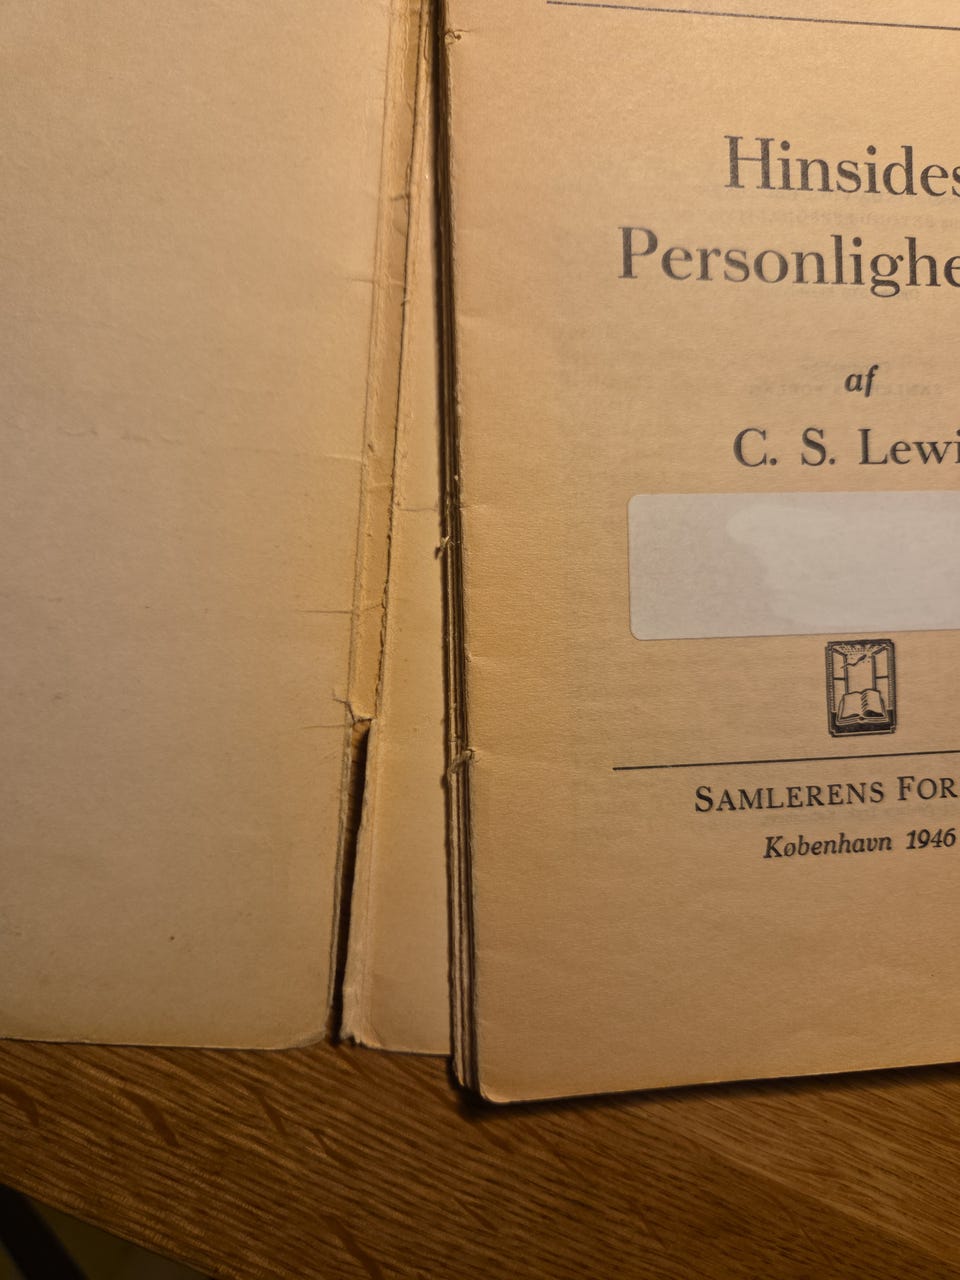 Hinsides
Personlighe
af
C. S. Lewi
SAMLERENS FOR
København 1946